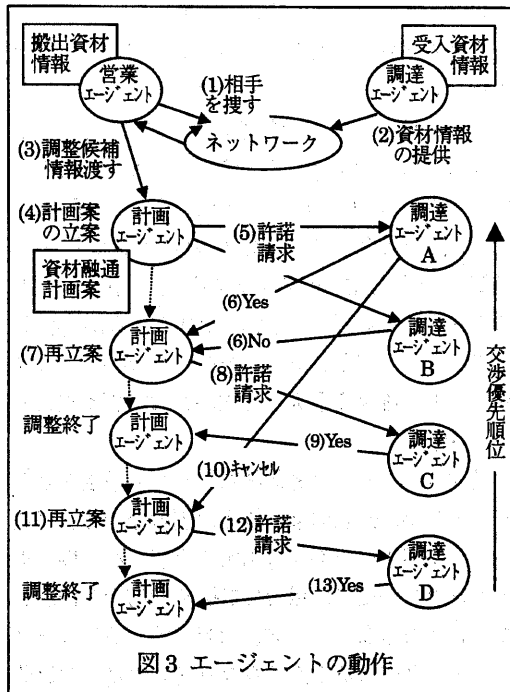 搬出資材
情報
営業
エージェント
(1)相手
を捜す
受入資材
情報
調達
エージェント
ネットワーク
(2)資材情報
の提供
(3)調整候補
情報渡す
(4)計画案
の立案
計画
エージェント
資材融通
計画案
(5)許諾
請求
調達
エージェント
A
(6)Yes
(6)No
調達
エージェント
B
(7)再立案
計画
エージェント
(8)許諾
請求
交渉優先順位
調整終了
計画
エージェント
(9)Yes
調達
エージェント
C
(10)キャンセル
(11)再立案
計画
エージェント
(12)許諾
請求
調達
エージェント
D
調整終了
計画
エージェント
(13)Yes
図3 エージェントの動作